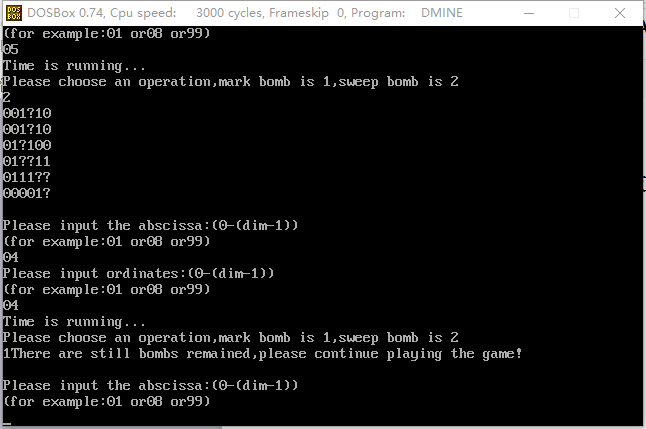 DOS
BOX
DOSBox 0.74, Cpu speed: 3000 cycles, Frameskip 0, Program: DMINE
(for example:01 or08 or99)
05
Time is running...
Please choose an operation,mark bomb is 1,sweep bomb is 2
2
001?10
001?10
01?100
01??11
0111??
00001?
Please input the abscissa:(0-(dim-1))
(for example:01 or08 or99)
04
Please input ordinates:(0-(dim-1))
(for example:01 or08 or99)
04
Time is running...
Please choose an operation,mark bomb is 1,sweep bomb is 2
1There are still bombs remained,please continue playing the game!
Please input the abscissa:(0-(dim-1))
(for example:01 or08 or99)
_